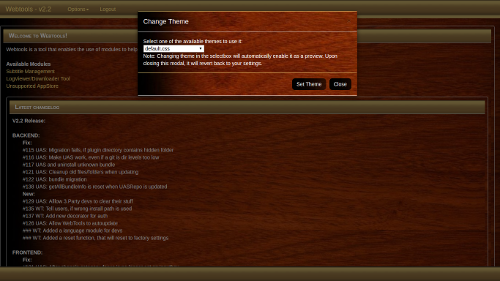 Webtools - v2.2
Options
Logout
Change Theme
Select one of the available themes to use it:
default.css
Note: Changing theme in the selectbox will automatically enable it as a preview. Upon
closing this modal, it will revert back to your settings.
Set Theme
Close
Welcome to Webtools!
Webtools is a tool that enables the use of modules to help
Available Modules
Subtitle Management
LogViewer/Downloader Tool
Unsupported AppStore
Latest changelog
V2.2 Release:
BACKEND:
Fix:
#115 UAS: Migration fails, if plugin directory contains hidden folder
#116 UAS: Make UAS work, even if a git is dir levels too low
#117 UAS and uninstall unknown bundle
#121 UAS: Cleanup old files/folders when updating
#122 UAS: bundle migration
#133 UAS: getAllBundleInfo is reset when UASRepo is updated
New:
#129 UAS: Allow 3 Party devs to clear their stuff
#135 WT: Tell users, if wrong install path is used
#137 WT: Add new decorator for auth
#126 UAS: Allow WebTools to autoupdate
### WT: Added a language module for devs
### WT: Added a reset function, that will reset to factory settings
FRONTEND:
Fix: